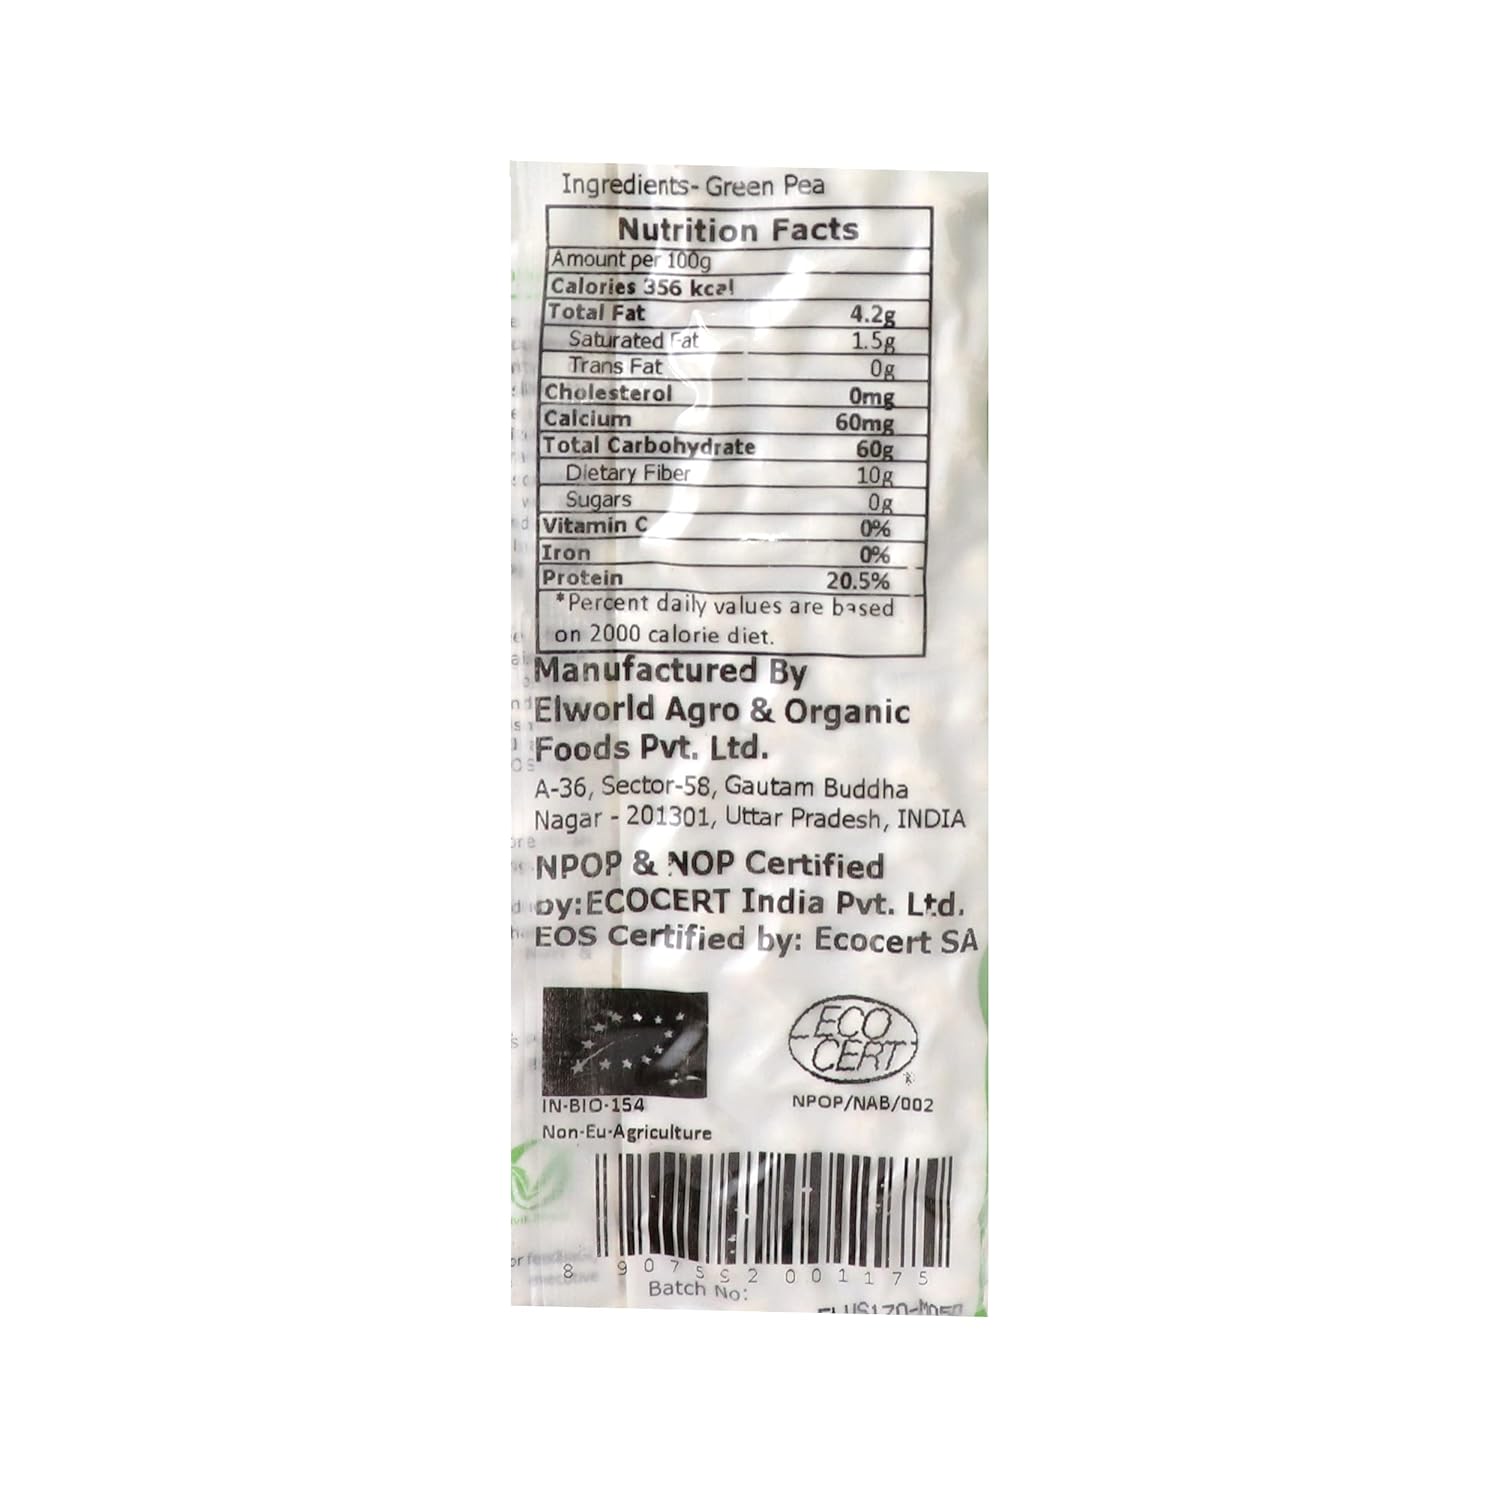 Ingredients- Green Pea
Nutrition Facts
Amount per 100g
Calories 356 kcal
Total Fat 4.2g
Saturated Fat 1.5g
Trans Fat 0g
Cholesterol 0mg
Calcium 60mg
Total Carbohydrate 60g
Dietary Fiber 10g
Sugars 0g
Vitamin C 0%
Iron 0%
Protein 20.5%
*Percent daily values are based
on 2000 calorie diet.
Manufactured By
Elworld Agro & Organic
Foods Pvt. Ltd.
A-36, Sector-58, Gautam Buddha
Nagar - 201301, Uttar Pradesh, INDIA
NPOP & NOP Certified
by:ECOCERT India Pvt. Ltd.
EOS Certified by: Ecocert SA
ECO
CERT
IN-BIO-154
NPOP/NAB/002
Non-Eu-Agriculture
8 907592 001175
Batch No: